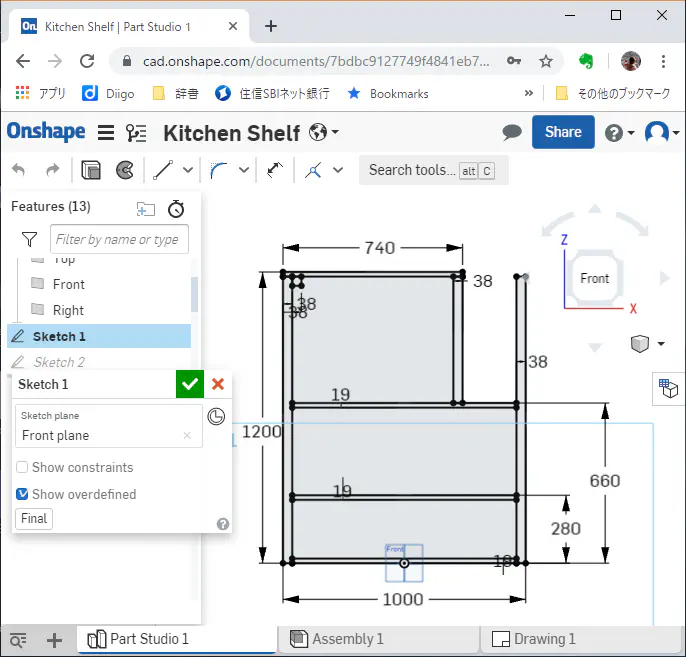 Kitchen Shelf | Part Studio 1
cad.onshape.com/documents/7bdbc9127749f4841eb7...
アプリ Diigo 辞書 住信SBIネット銀行 Bookmarks » その他のブックマーク
Onshape Kitchen Shelf Share
Search tools... alt C
Features (13)
Filter by name or type
Top
Front
Right
Sketch 1
Sketch 2
Sketch 1
Sketch plane
Front plane
Show constraints
Show overdefined
Final
740
38
38
38
38
19
1200
19
660
280
1000
Front
Z
Front
X
Part Studio 1 Assembly 1 Drawing 1